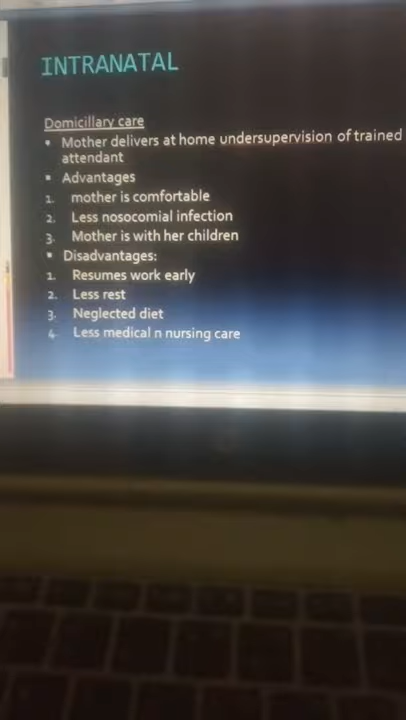 INTRANATAL
Domicillary care
▪ Mother delivers at home undersupervision of trained
attendant
▪ Advantages
1. mother is comfortable
2. Less nosocomial infection
3. Mother is with her children
▪ Disadvantages:
1. Resumes work early
2. Less rest
3. Neglected diet
4. Less medical n nursing care